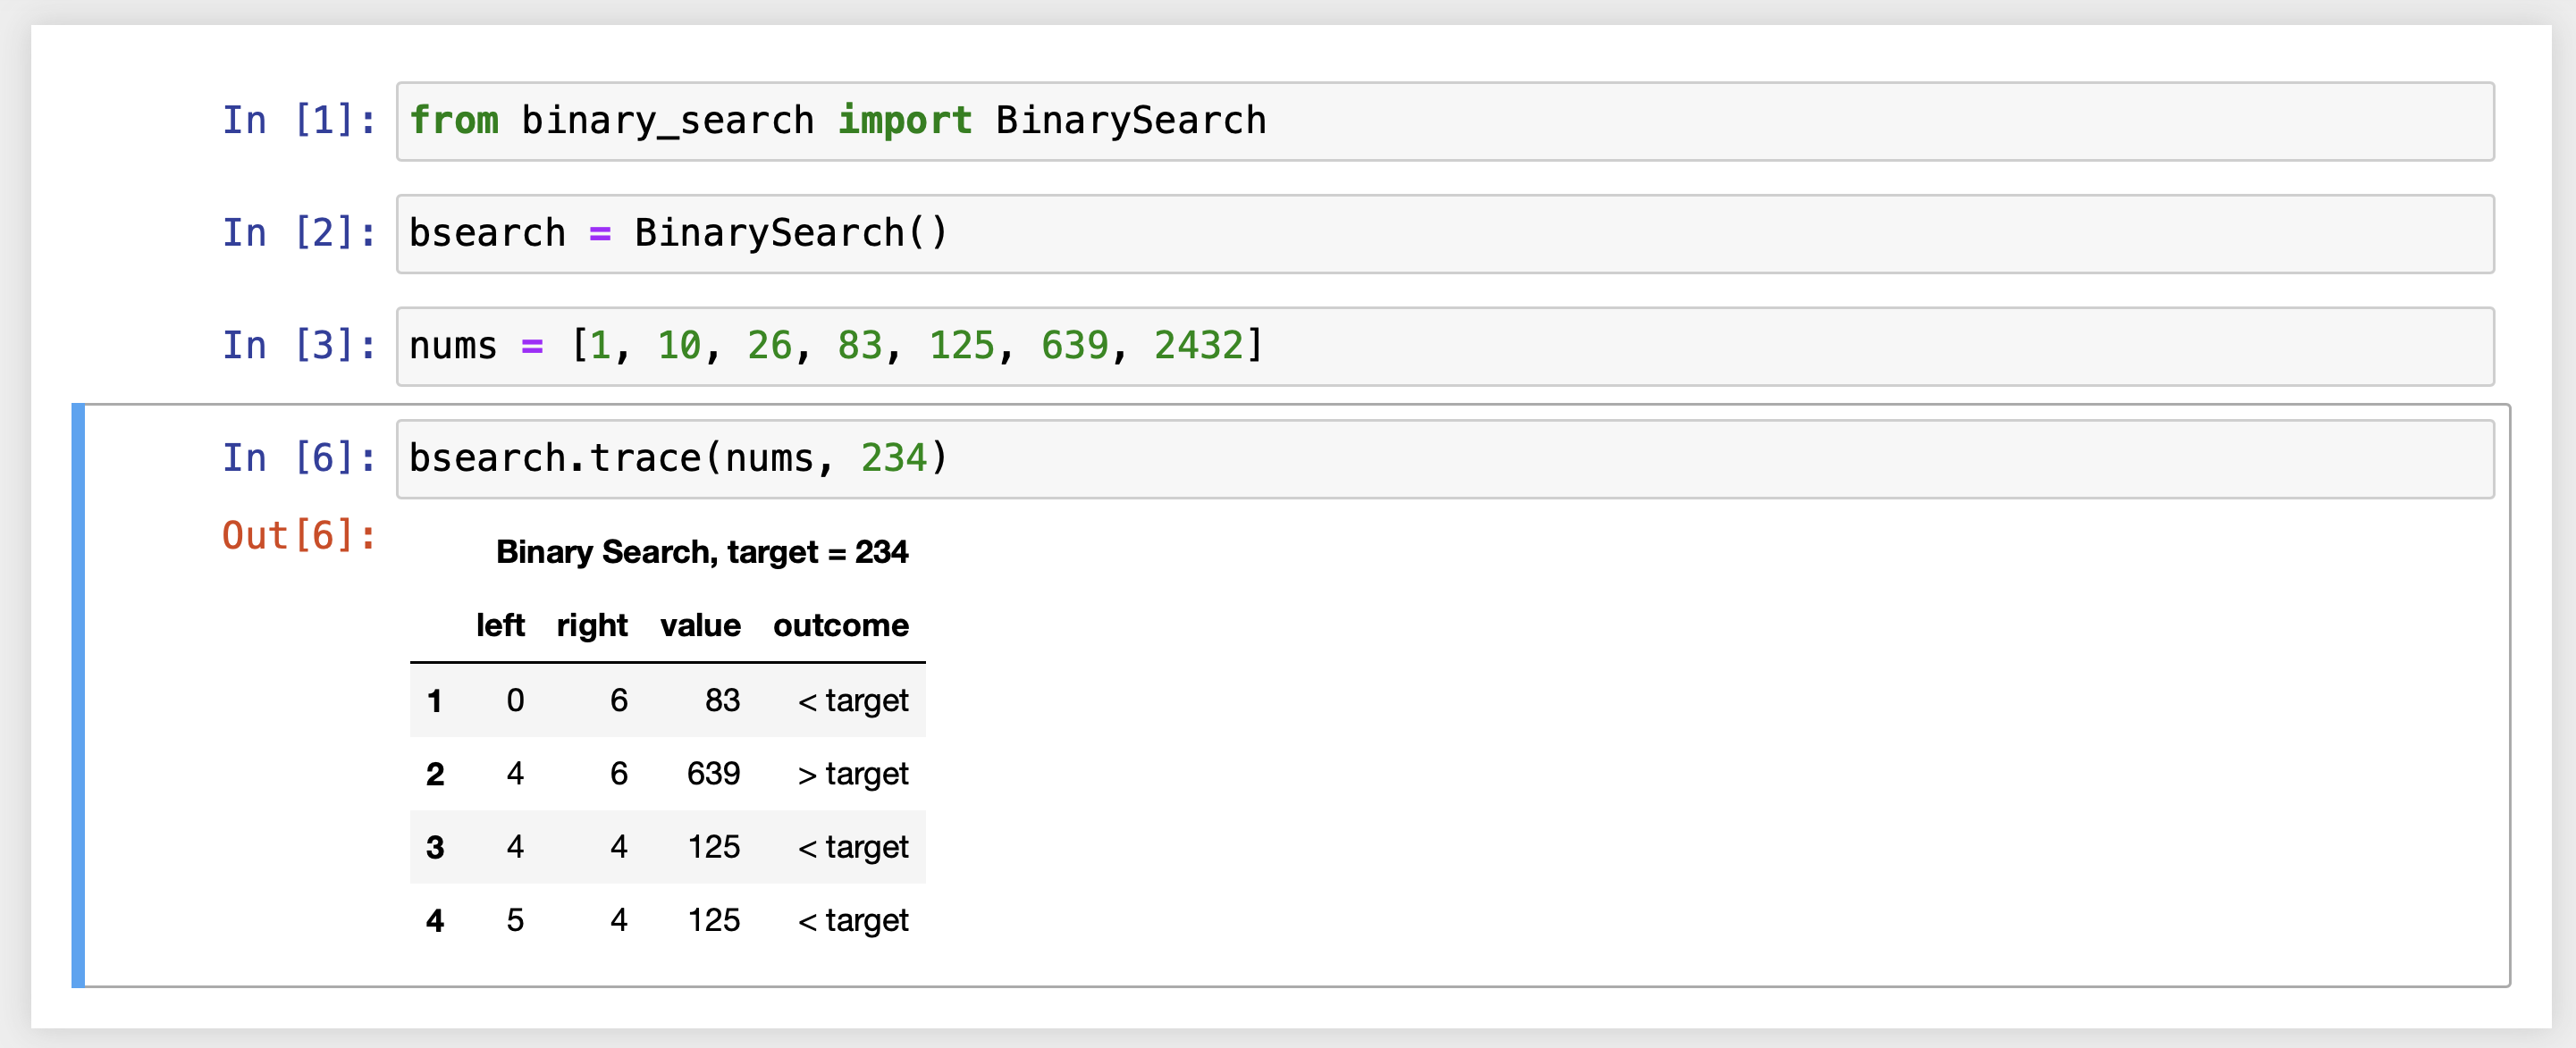 In [1]: from binary_search import BinarySearch
In [2]: bsearch = BinarySearch()
In [3]: nums = [1, 10, 26, 83, 125, 639, 2432]
In [6]: bsearch.trace(nums, 234)
Out[6]:
Binary Search, target = 234
left right value outcome
1 0 6 83 < target
2 4 6 639 > target
3 4 4 125 < target
4 5 4 125 < target